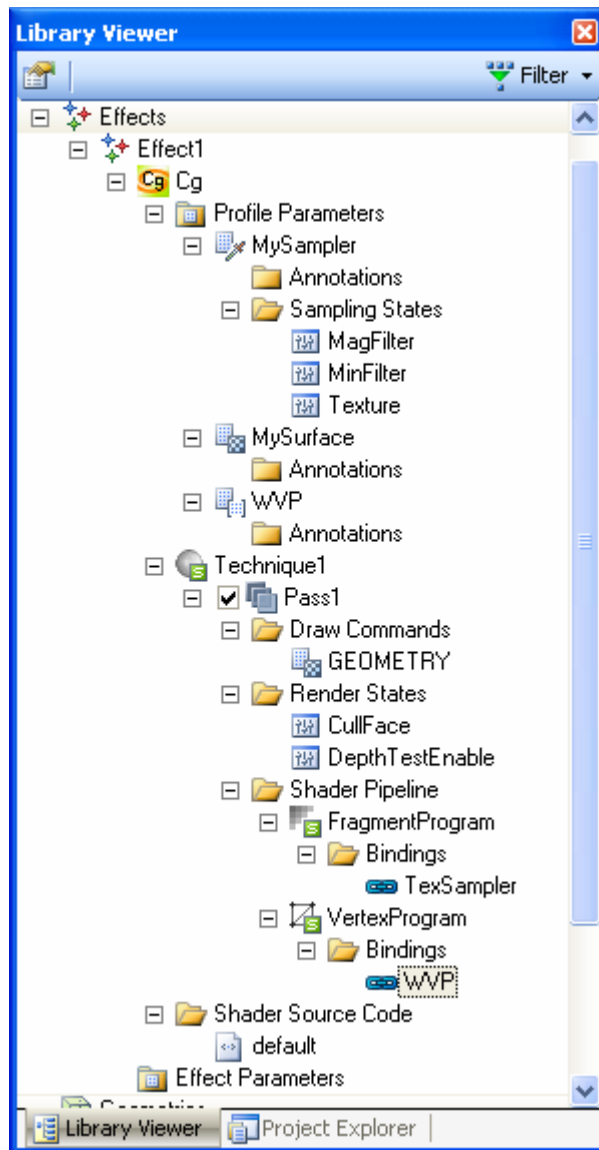 Library Viewer
Filter
Effects
Effect1
Cg Cg
Profile Parameters
MySampler
Annotations
Sampling States
MagFilter
MinFilter
Texture
MySurface
Annotations
WVP
Annotations
Technique1
Pass1
Draw Commands
GEOMETRY
Render States
CullFace
DepthTestEnable
Shader Pipeline
FragmentProgram
Bindings
TexSampler
VertexProgram
Bindings
WVP
Shader Source Code
default
Effect Parameters
Geometries
Library Viewer Project Explorer